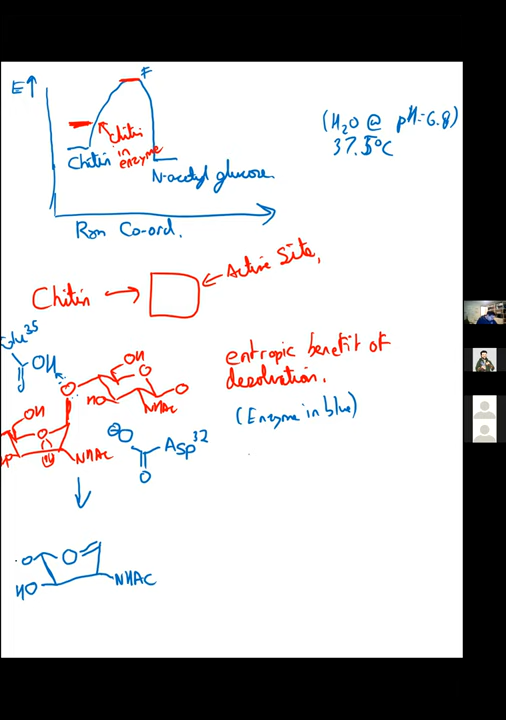 E↑
F
chitin
in
enzyme
Chitin
N-acetyl glucose
Rxn Co-ord.
(H₂O @ pH=6.8)
37.5°C
Chitin →
Active Site,
Glu³⁵
OH
O
entropic benefit of
desolvation.
(Enzyme in blue)
O
OH
O
O
HO
NHAC
OH
O
NHAC
⊖O
Asp³²
O
O
O
HO
NHAC